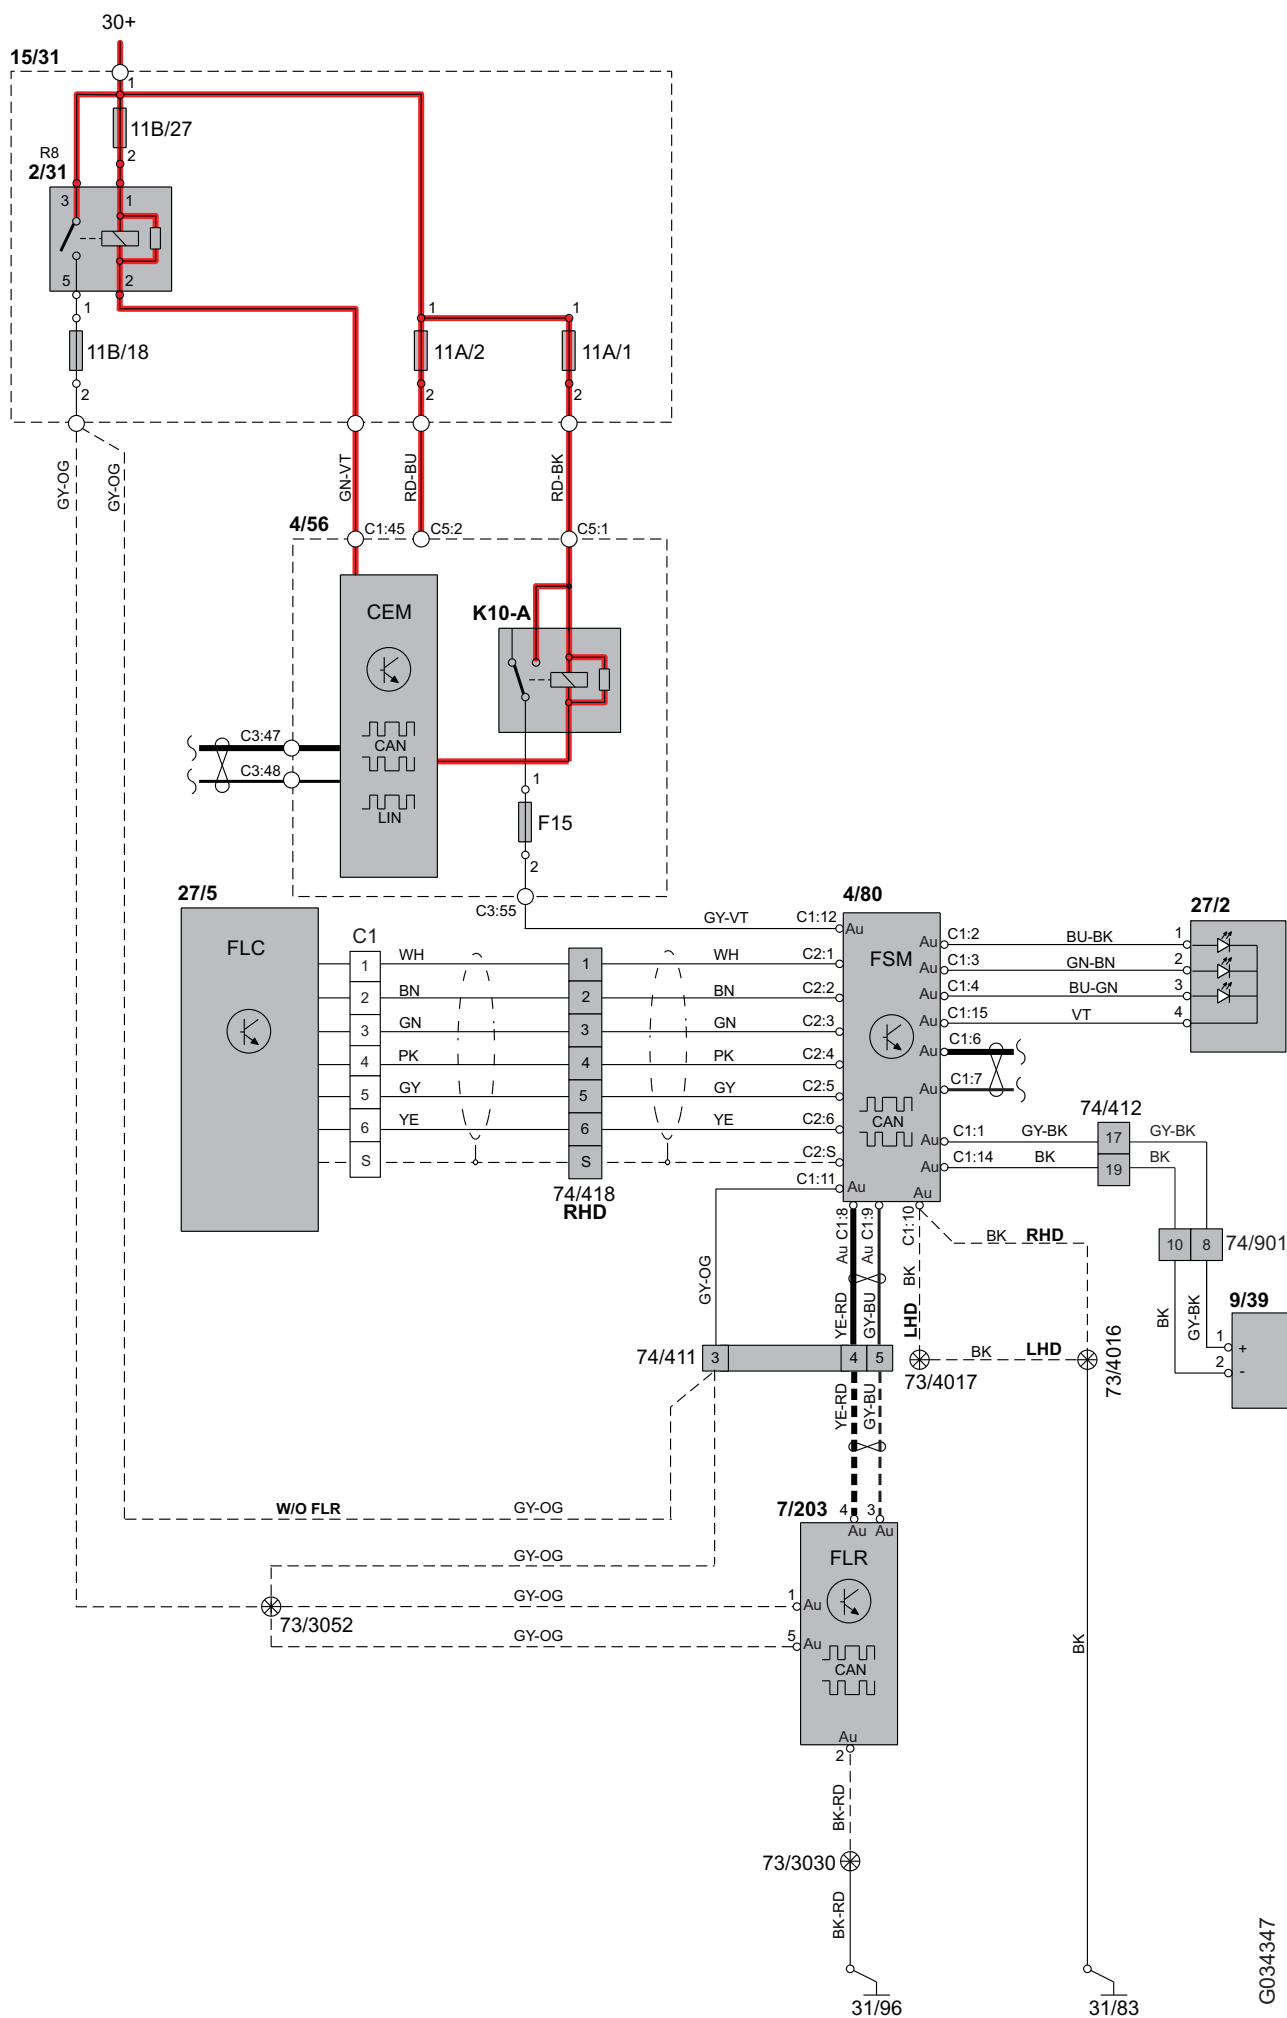 30+
15/31
1
11B/27
2
R8
2/31
3
1
5
2
1
1
1
11B/18
11A/2
11A/1
2
2
2
GY-OG
GY-OG
GN-VT
RD-BU
RD-BK
4/56
C1:45
C5:2
C5:1
CEM
K10-A
C3:47
CAN
C3:48
1
LIN
F15
2
27/5
4/80
27/2
C3:55
GY-VT
C1:12
Au
FLC
C1
FSM
Au
C1:2
BU-BK
1
1
WH
1
WH
C2:1
Au
C1:3
GN-BN
2
2
BN
2
BN
C2:2
Au
C1:4
BU-GN
3
3
GN
3
GN
C2:3
Au
C1:15
VT
4
4
PK
4
PK
C2:4
Au
C1:6
5
GY
5
GY
C2:5
Au
C1:7
6
YE
6
YE
C2:6
CAN
74/412
Au
C1:1
GY-BK
17
GY-BK
S
S
C2:S
Au
C1:14
BK
19
BK
74/418
RHD
C1:11
Au
Au
Au C1:8
Au C1:9
C1:10
BK
RHD
10
8
74/901
GY-OG
YE-RD
GY-BU
BK
LHD
BK
GY-BK
9/39
1
+
2
-
74/411
3
4
5
BK
LHD
73/4017
73/4016
YE-RD
GY-BU
W/O FLR
GY-OG
7/203
4
3
Au
Au
GY-OG
FLR
GY-OG
1
Au
73/3052
GY-OG
5
Au
CAN
BK
Au
2
BK-RD
73/3030
BK-RD
31/96
31/83
G034347